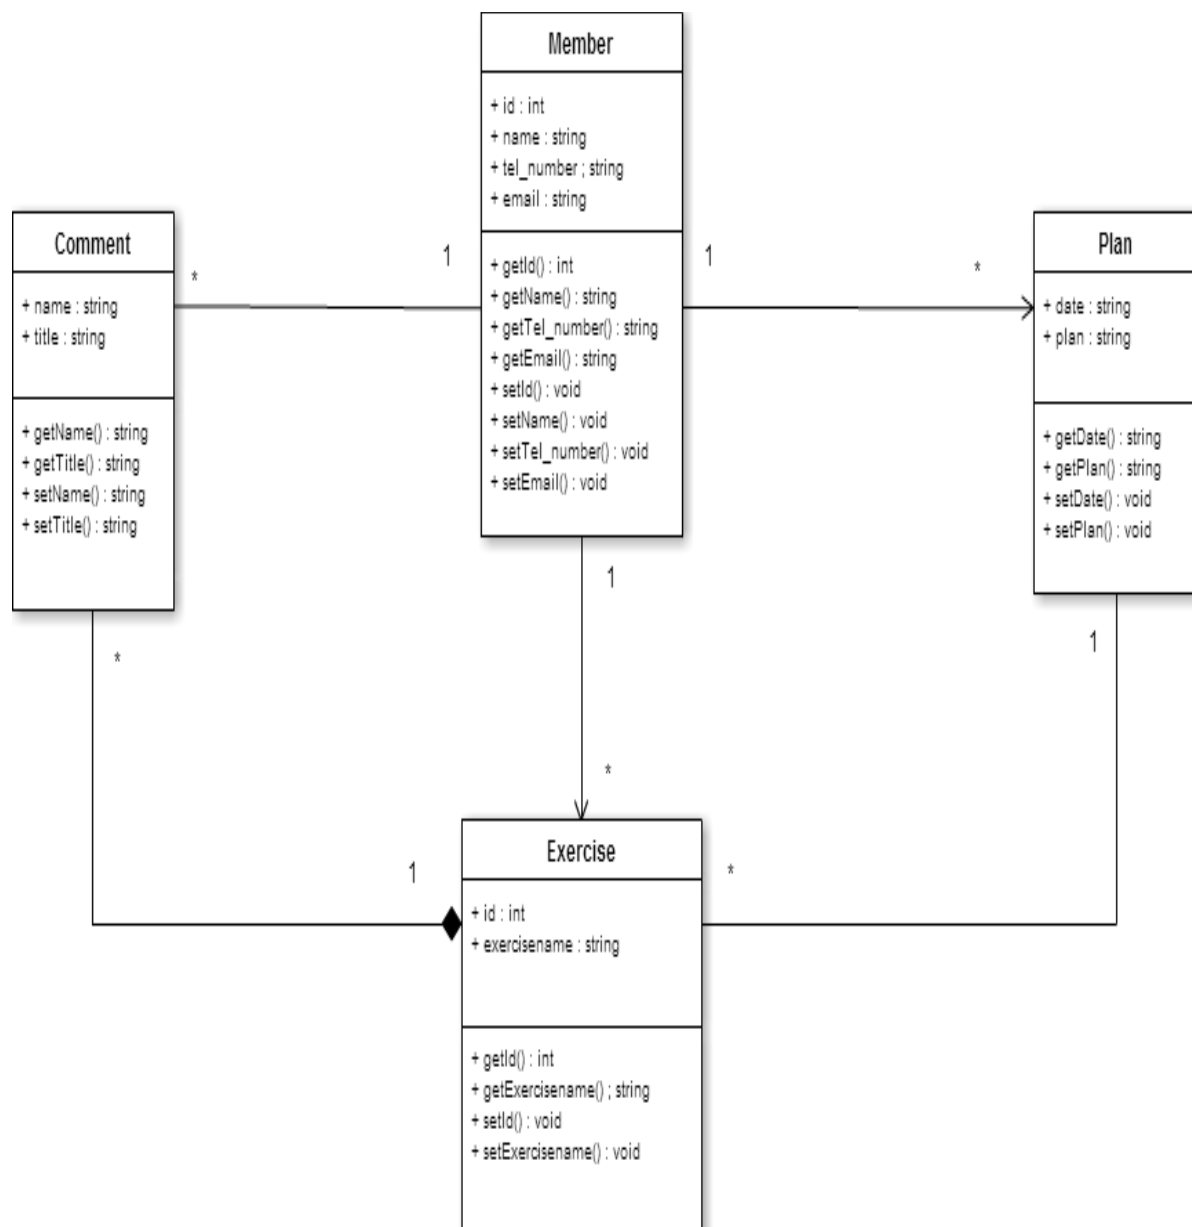 Member
+ id : int
+ name : string
+ tel_number ; string
+ email : string
+ getId() : int
+ getName() : string
+ getTel_number() : string
+ getEmail() : string
+ setId() : void
+ setName() : void
+ setTel_number() : void
+ setEmail() : void
Comment
+ name : string
+ title : string
+ getName() : string
+ getTitle() : string
+ setName() : string
+ setTitle() : string
*
1
1
*
Plan
+ date : string
+ plan : string
+ getDate() : string
+ getPlan() : string
+ setDate() : void
+ setPlan() : void
1
*
1
*
1
*
Exercise
+ id : int
+ exercisename : string
+ getId() : int
+ getExercisename() ; string
+ setId() : void
+ setExercisename() : void